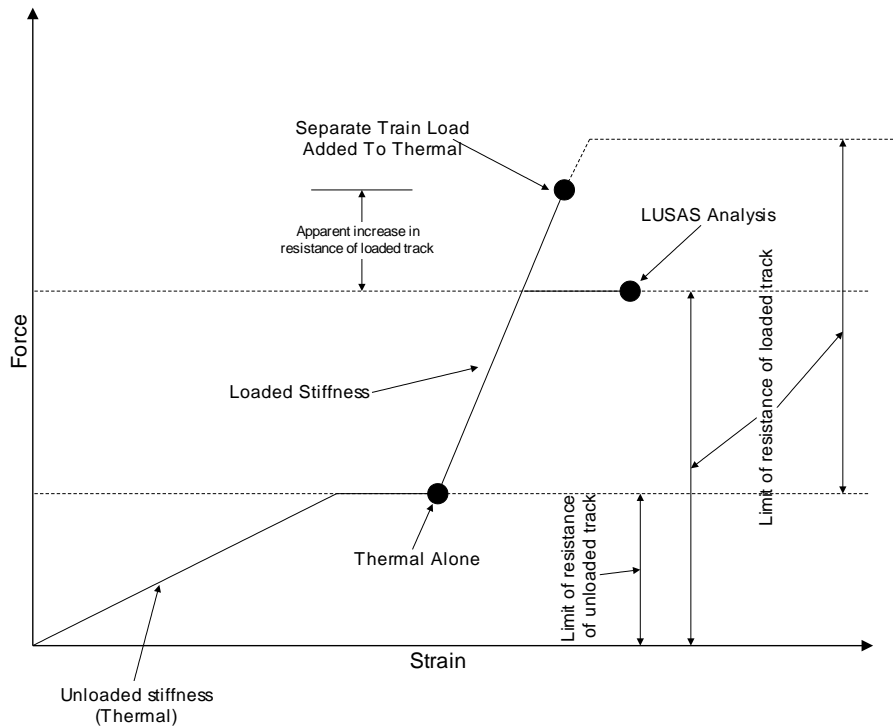 Separate Train Load
Added To Thermal
LUSAS Analysis
Apparent increase in
resistance of loaded track
Force
Loaded Stiffness
Limit of resistance of loaded track
Limit of resistance
of unloaded track
Thermal Alone
Strain
Unloaded stiffness
(Thermal)